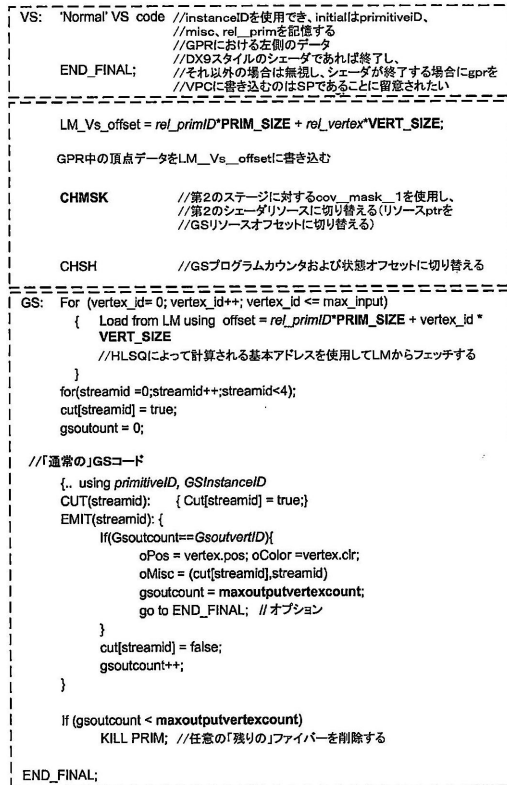 VS: 'Normal' VS code //instanceIDを使用でき、initialはprimitiveiD、
//misc、rel__primを記憶する
//GPRにおける左側のデータ
//DX9スタイルのシェーダであれば終了し、
END_FINAL; //それ以外の場合は無視し、シェーダが終了する場合にgprを
//VPCに書き込むのはSPであることに留意されたい
LM_Vs_offset = rel_primID*PRIM_SIZE + rel_vertex*VERT_SIZE;
GPR中の頂点データをLM__Vs__offsetに書き込む
CHMSK //第2のステージに対するcov__mask__1を使用し、
//第2のシェーダリソースに切り替える(リソースptrを
//GSリソースオフセットに切り替える)
CHSH //GSプログラムカウンタおよび状態オフセットに切り替える
GS: For (vertex_id= 0; vertex_id++; vertex_id <= max_input)
{ Load from LM using offset = rel_primID*PRIM_SIZE + vertex_id *
VERT_SIZE
//HLSQによって計算される基本アドレスを使用してLMからフェッチする
}
for(streamid =0;streamid++;streamid<4);
cut[streamid] = true;
gsoutount = 0;
//「通常の」GSコード
{.. using primitiveID, GSInstanceID
CUT(streamid): { Cut[streamid] = true;}
EMIT(streamid): {
If(Gsoutcount==GsoutvertID){
oPos = vertex.pos; oColor =vertex.clr;
oMisc = (cut[streamid],streamid)
gsoutcount = maxoutputvertexcount;
go to END_FINAL; //オプション
}
cut[streamid] = false;
gsoutcount++;
}
If (gsoutcount < maxoutputvertexcount)
KILL PRIM; //任意の「残りの」ファイバーを削除する
END_FINAL;